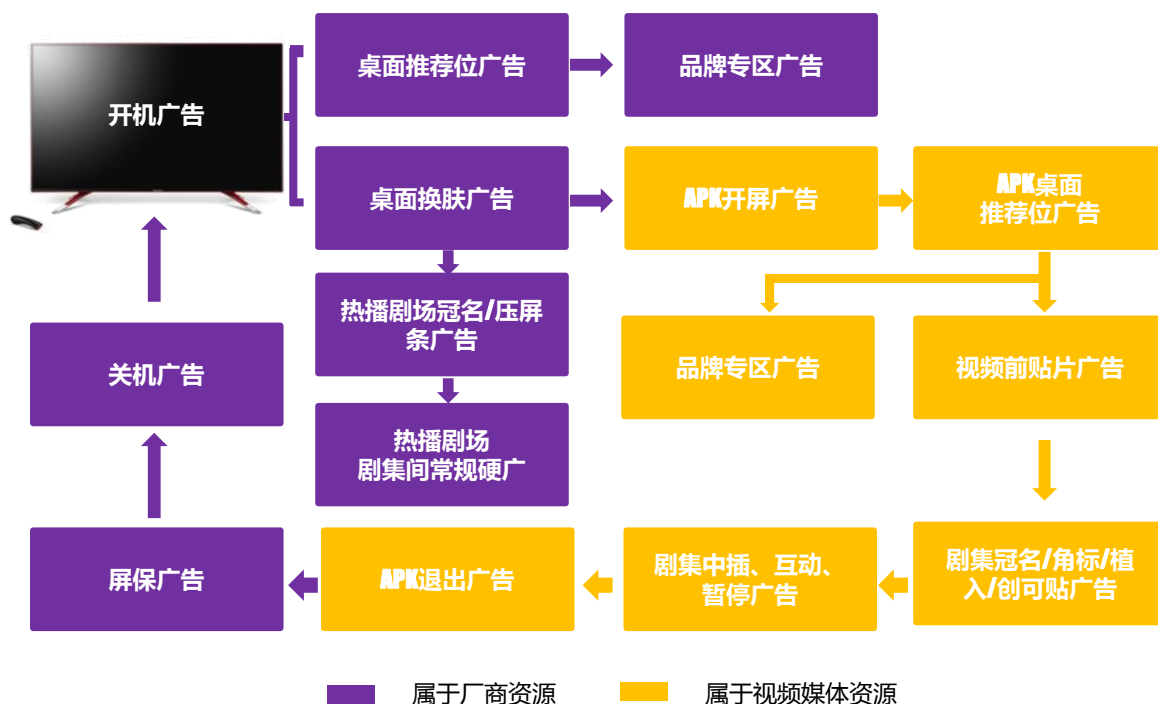 开机广告
桌面推荐位广告
品牌专区广告
桌面换肤广告
APK开屏广告
APK桌面
推荐位广告
热播剧场冠名/压屏
条广告
品牌专区广告
视频前贴片广告
关机广告
热播剧场
剧集间常规硬广
屏保广告
APK退出广告
剧集中插、互动、
暂停广告
剧集冠名/角标/植
入/创可贴广告
属于厂商资源
属于视频媒体资源